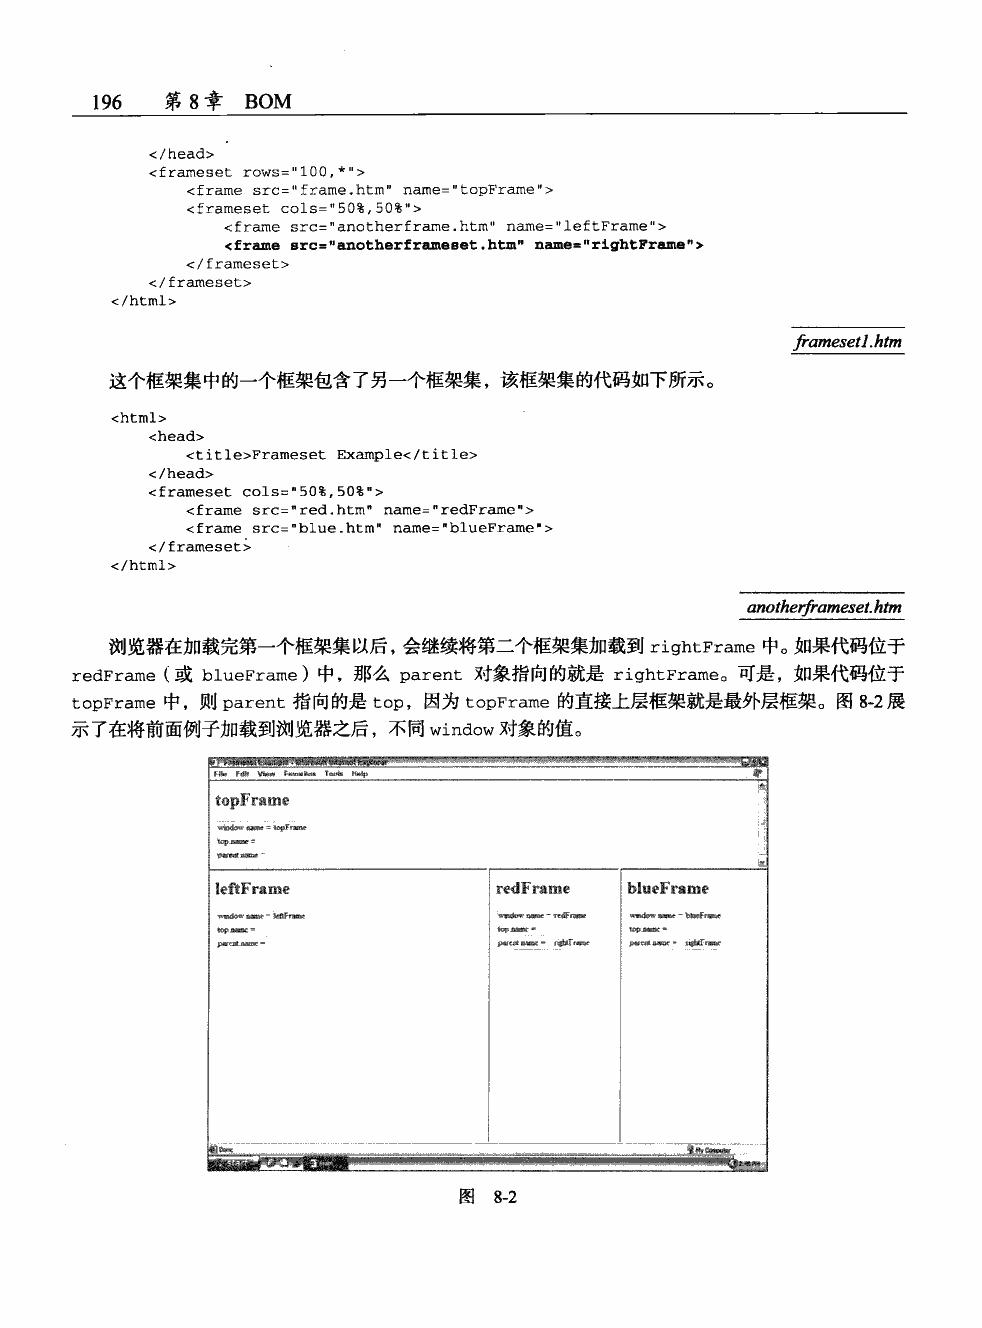 196 第8章 BOM
</head>
<frameset rows="100,*">
<frame src="frame.htm" name="topFrame">
<frameset cols="50%,50%">
<frame src="anotherframe.htm" name="leftFrame">
<frame src="anotherframeset.htm" name="rightFrame">
</frameset>
</frameset>
</html>
frameset1.htm
这个框架集中的一个框架包含了另一个框架集，该框架集的代码如下所示。
<html>
<head>
<title>Frameset Example</title>
</head>
<frameset cols="50%,50%">
<frame src="red.htm" name="redFrame">
<frame src="blue.htm" name="blueFrame">
</frameset>
</html>
anotherframeset.htm
浏览器在加载完第一个框架集以后，会继续将第二个框架集加载到 rightFrame 中。如果代码位于
redFrame（或 blueFrame）中，那么 parent 对象指向的就是 rightFrame。可是，如果代码位于
topFrame 中，则 parent 指向的是 top，因为 topFrame 的直接上层框架就是最外层框架。图 8-2 展
示了在将前面例子加载到浏览器之后，不同 window 对象的值。
Frameset Example - Microsoft Internet Explorer
File Edit View Favorites Tools Help
topFrame
window name = topFrame
top.name =
parent.name =
leftFrame redFrame blueFrame
window name = leftFrame window name = redFrame window name = blueFrame
top.name = top.name = top.name =
parent.name = parent.name = rightFrame parent.name = rightFrame
Done My Computer
图 8-2